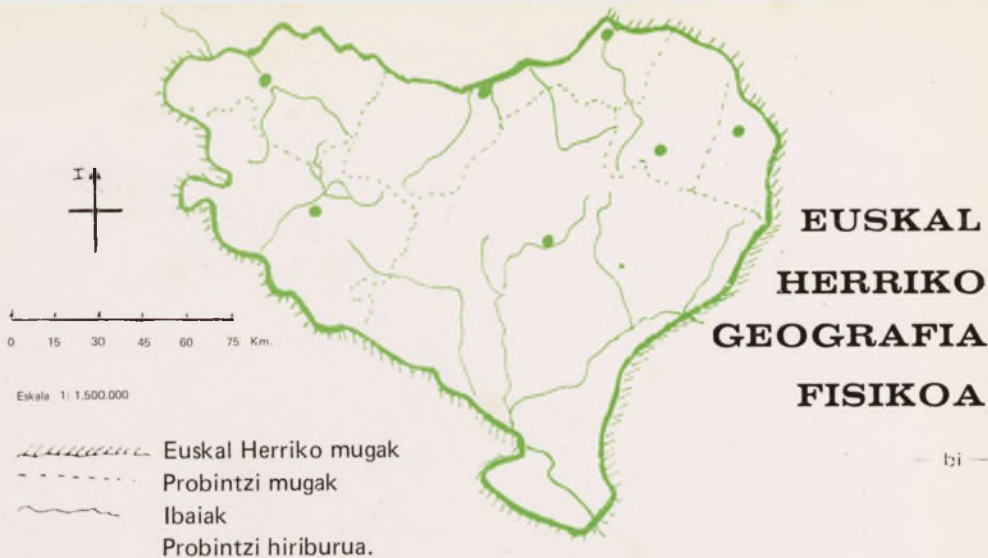 I
EUSKAL
HERRIKO
GEOGRAFIA
FISIKOA
0 15 30 45 60 75 Km.
Eskala 1: 1.500.000
Euskal Herriko mugak
bi
Probintzi mugak
Ibaiak
Probintzi hiriburua.